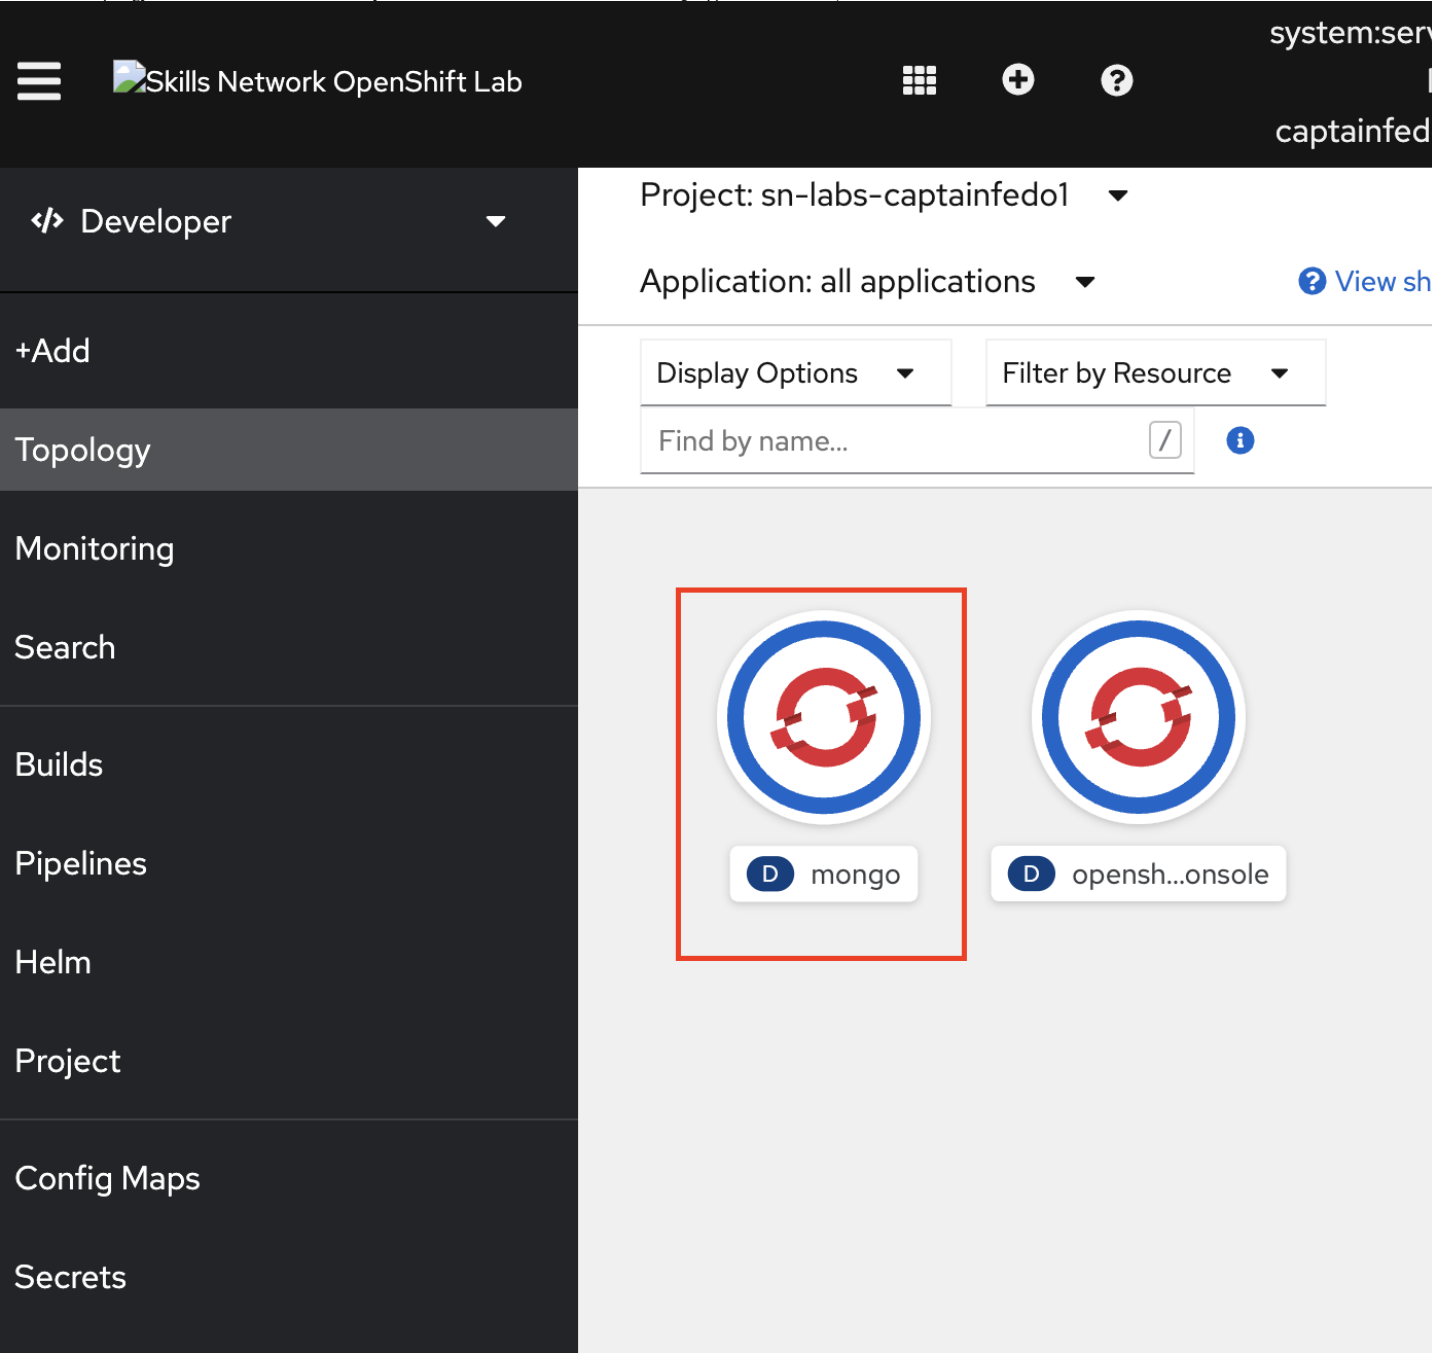 system:serv
Skills Network OpenShift Lab
captainfed
Developer
Project: sn-labs-captainfedo1
Application: all applications
View sh
+Add
Display Options
Filter by Resource
Topology
Find by name...
/
Monitoring
Search
Builds
Pipelines
D mongo
D opensh...onsole
Helm
Project
Config Maps
Secrets